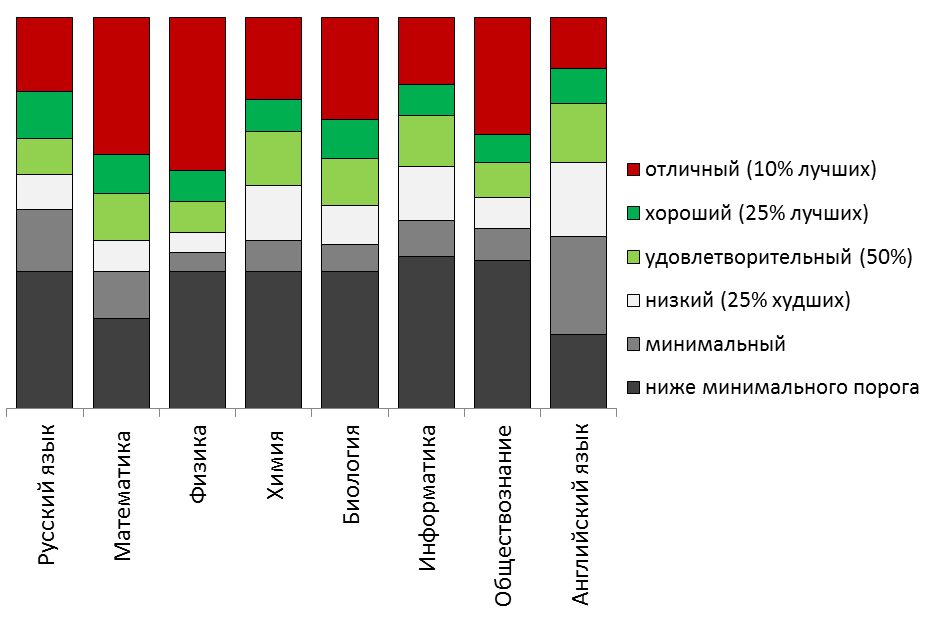 отличный (10% лучших)
хороший (25% лучших)
удовлетворительный (50%)
низкий (25% худших)
минимальный
ниже минимального порога
Русский язык
Математика
Физика
Химия
Биология
Информатика
Обществознание
Английский язык